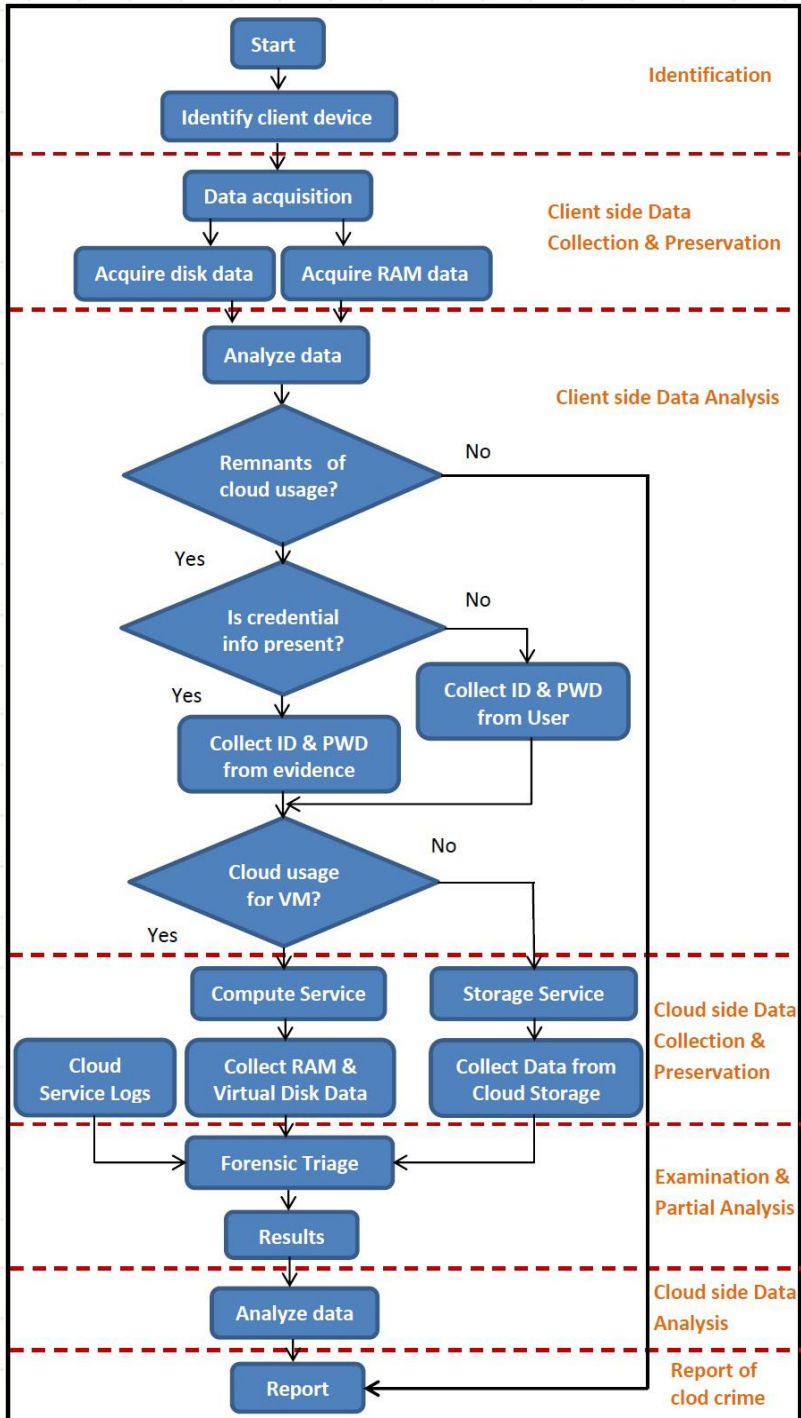 Start
Identification
Identify client device
Data acquisition
Client side Data
Collection & Preservation
Acquire disk data
Acquire RAM data
Analyze data
Client side Data Analysis
Remnants of
cloud usage?
No
Yes
Is credential
info present?
No
Yes
Collect ID & PWD
from User
Collect ID & PWD
from evidence
Cloud usage
for VM?
No
Yes
Compute Service
Storage Service
Cloud side Data
Collection &
Preservation
Cloud
Service Logs
Collect RAM &
Virtual Disk Data
Collect Data from
Cloud Storage
Forensic Triage
Examination &
Partial Analysis
Results
Cloud side Data
Analysis
Analyze data
Report
Report of
clod crime